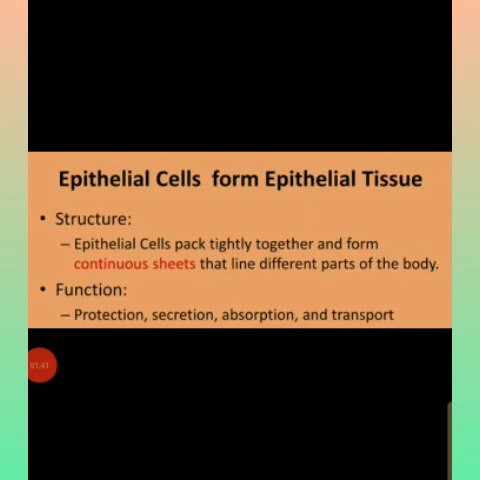 Epithelial Cells form Epithelial Tissue
• Structure:
– Epithelial Cells pack tightly together and form
continuous sheets that line different parts of the body.
• Function:
– Protection, secretion, absorption, and transport
01:41